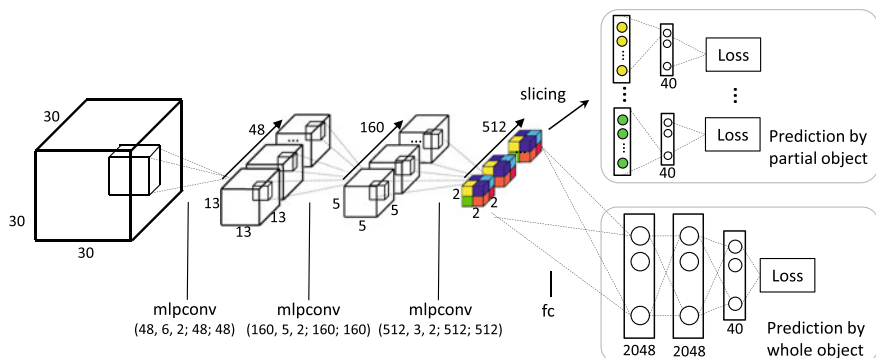 30
30
30
48
13
13
13
mlpconv
(48, 6, 2; 48; 48)
160
5
5
5
mlpconv
(160, 5, 2; 160; 160)
512
2
2
2
mlpconv
(512, 3, 2; 512; 512)
slicing
fc
40
Loss
40
Loss
Prediction by
partial object
2048
2048
40
Loss
Prediction by
whole object